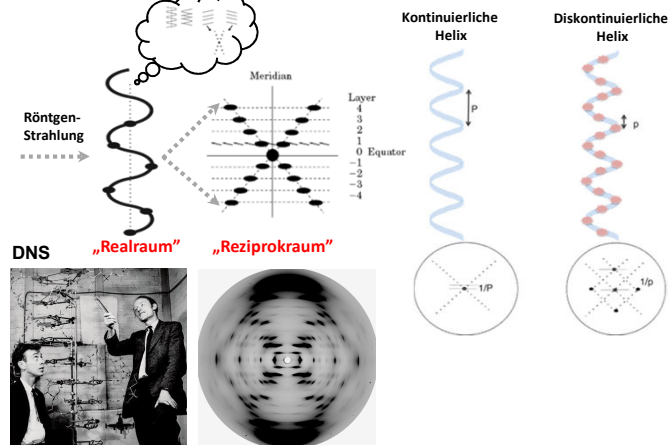 Kontinuierliche
Helix
Diskontinuierliche
Helix
Röntgen-
Strahlung
Meridian
Layer
4
3
2
1
0 Equator
-1
-2
-3
-4
P
p
„Realraum”
„Reziprokraum”
1/P
1/p
DNS